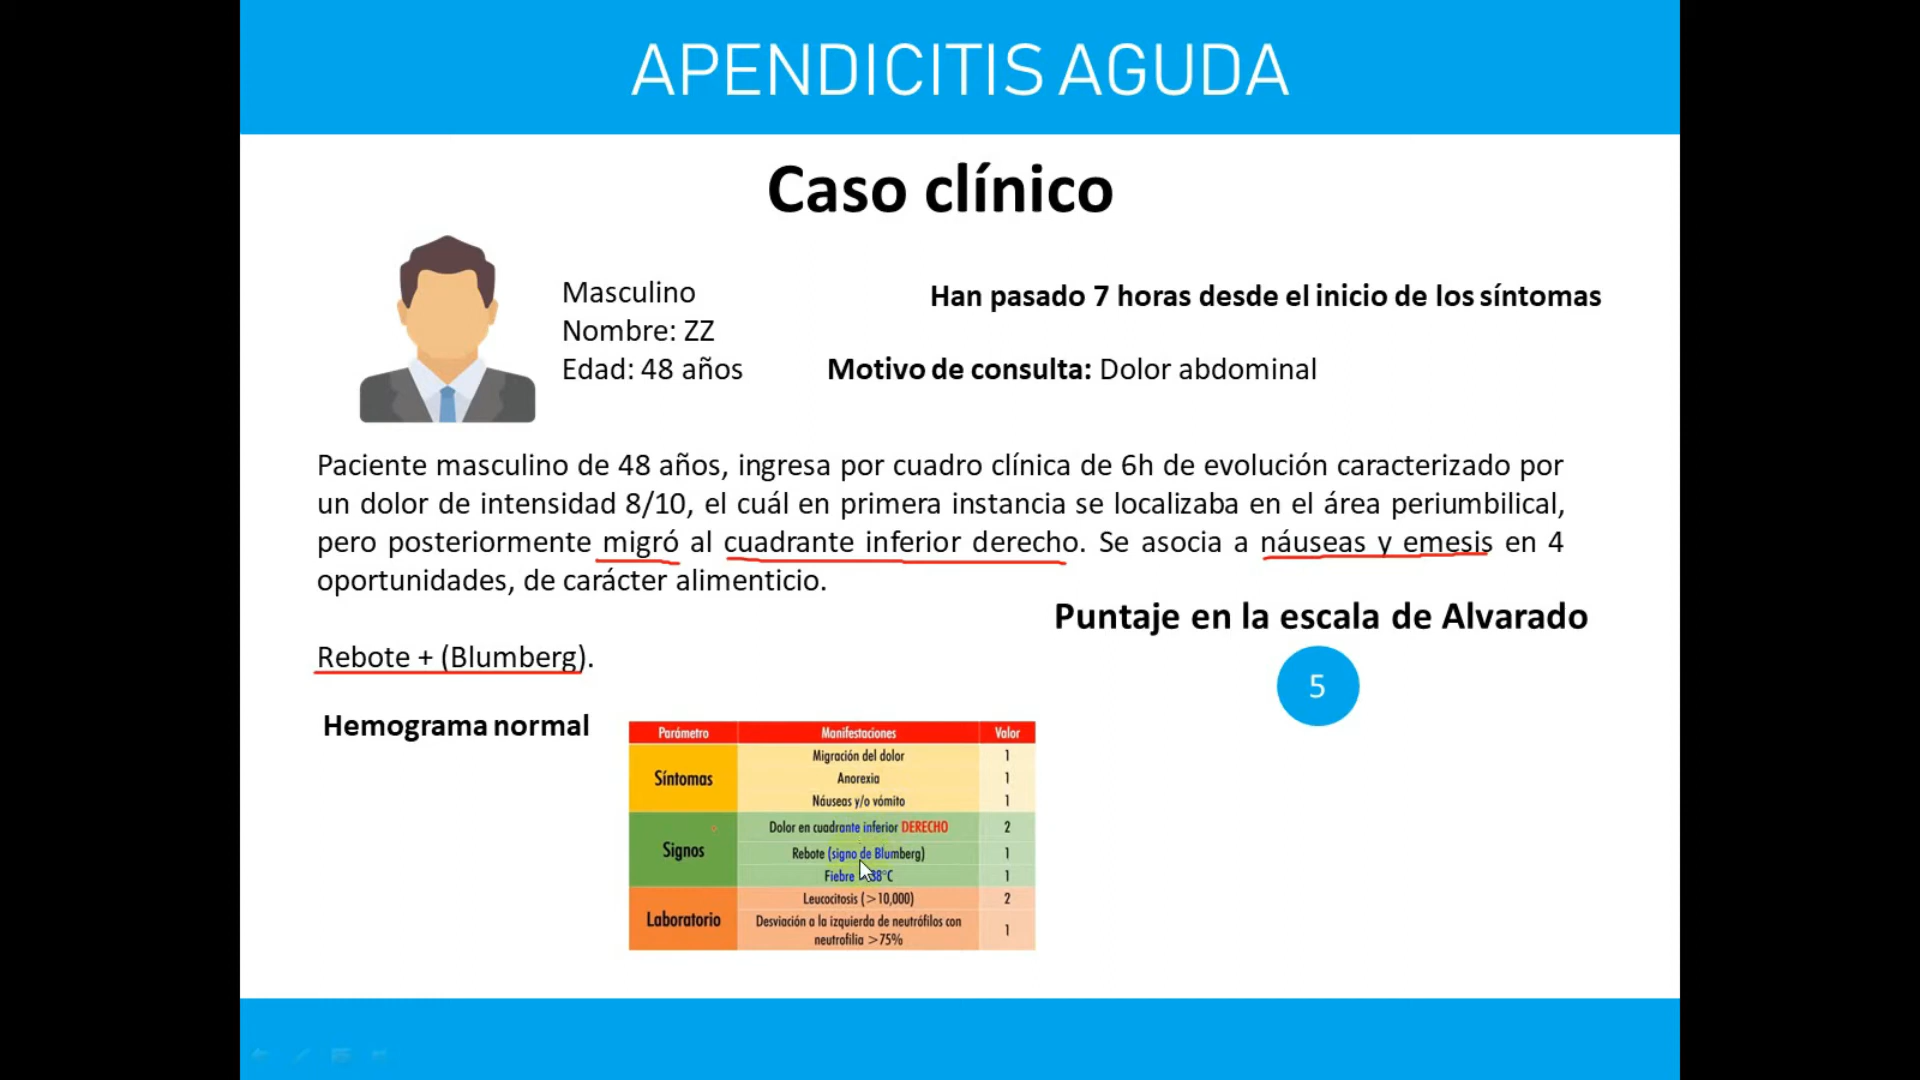 APENDICITIS AGUDA
Caso clínico
Masculino
Nombre: ZZ
Edad: 48 años
Han pasado 7 horas desde el inicio de los síntomas
Motivo de consulta: Dolor abdominal
Paciente masculino de 48 años, ingresa por cuadro clínica de 6h de evolución caracterizado por
un dolor de intensidad 8/10, el cuál en primera instancia se localizaba en el área periumbilical,
pero posteriormente migró al cuadrante inferior derecho. Se asocia a náuseas y emesis en 4
oportunidades, de carácter alimenticio.
Rebote + (Blumberg).
Puntaje en la escala de Alvarado
5
Hemograma normal
Parámetro Manifestaciones Valor
Síntomas
Migración del dolor 1
Anorexia 1
Náuseas y/o vómito 1
Signos
Dolor en cuadrante inferior DERECHO 2
Rebote (signo de Blumberg) 1
Fiebre 38°C 1
Laboratorio
Leucocitosis (>10,000) 2
Desviación a la izquierda de neutrófilos con
neutrofilia >75% 1